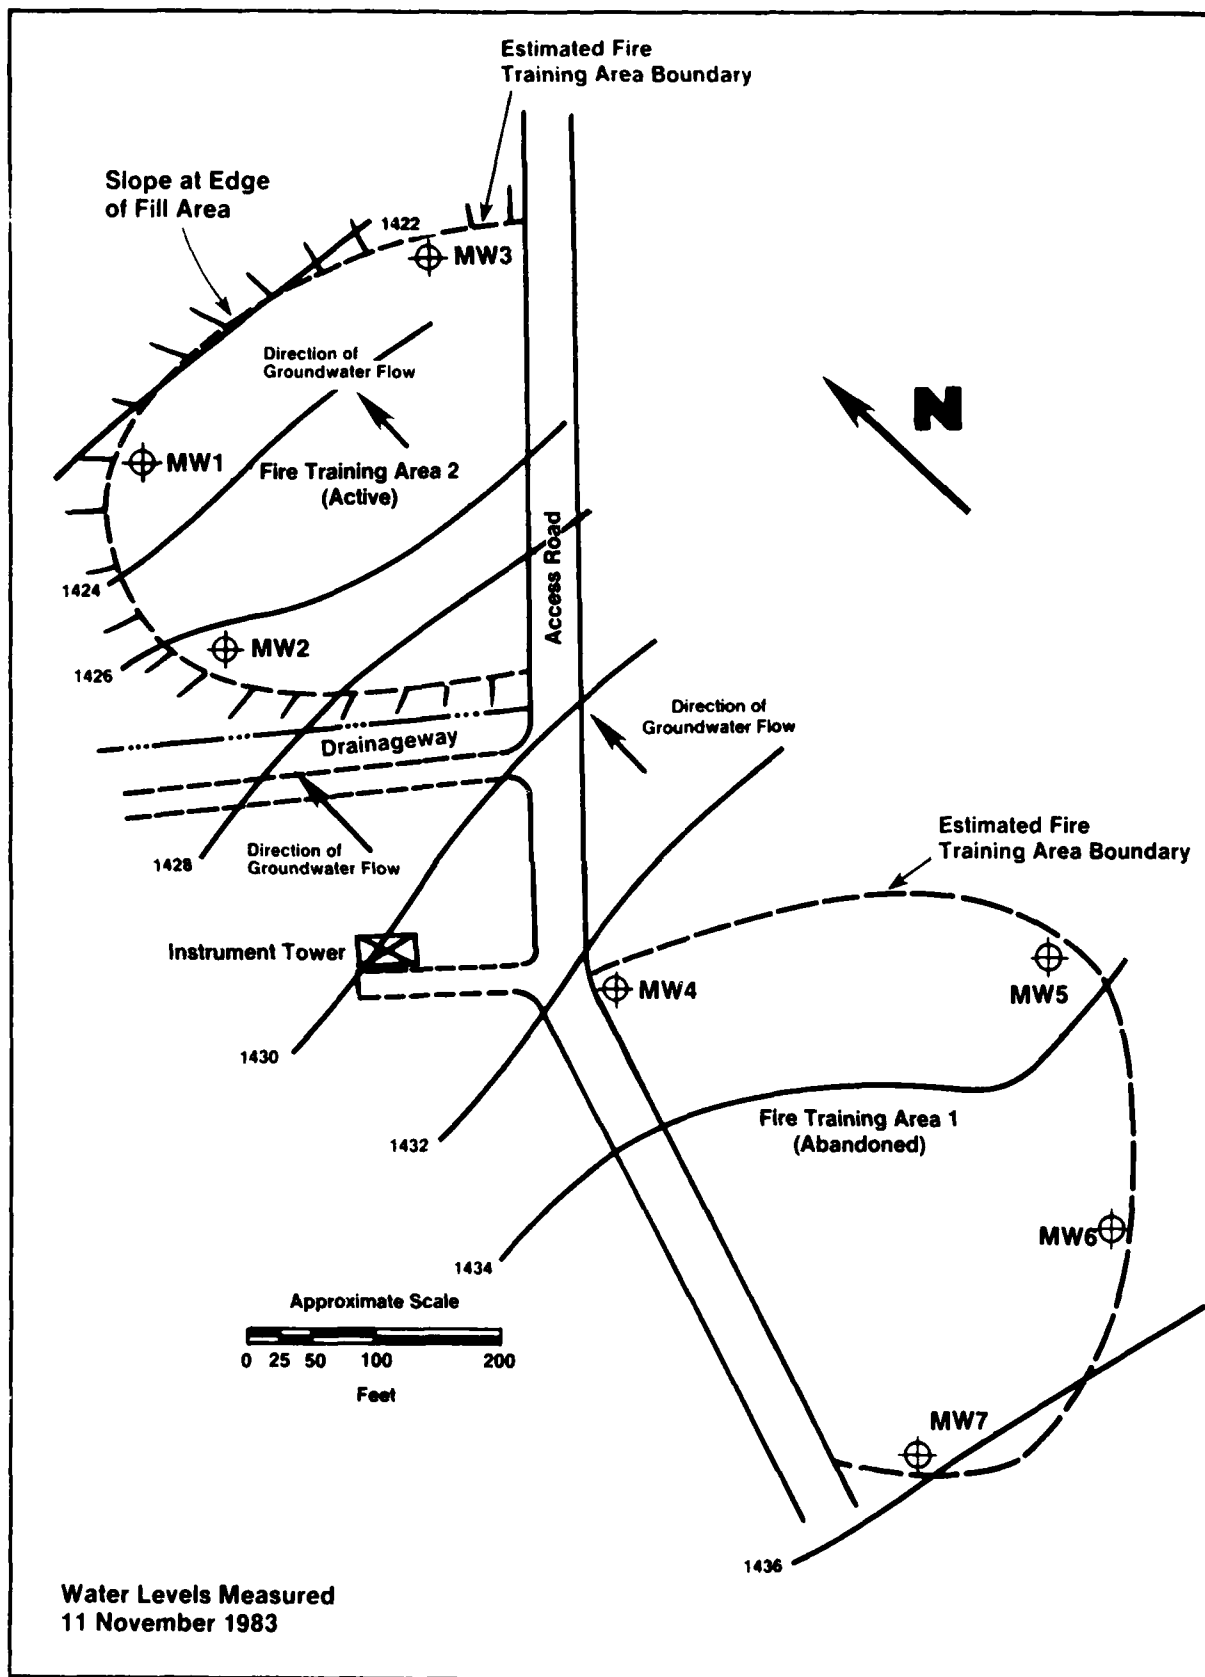 Estimated Fire
Training Area Boundary
Slope at Edge
of Fill Area
1422
MW3
Direction of
Groundwater Flow
N
MW1
Fire Training Area 2
(Active)
Access Road
1424
MW2
1426
Direction of
Groundwater Flow
Drainageway
1428
Direction of
Groundwater Flow
Estimated Fire
Training Area Boundary
Instrument Tower
MW4
MW5
1430
Fire Training Area 1
(Abandoned)
1432
MW6
1434
Approximate Scale
0 25 50 100 200
Feet
MW7
1436
Water Levels Measured
11 November 1983